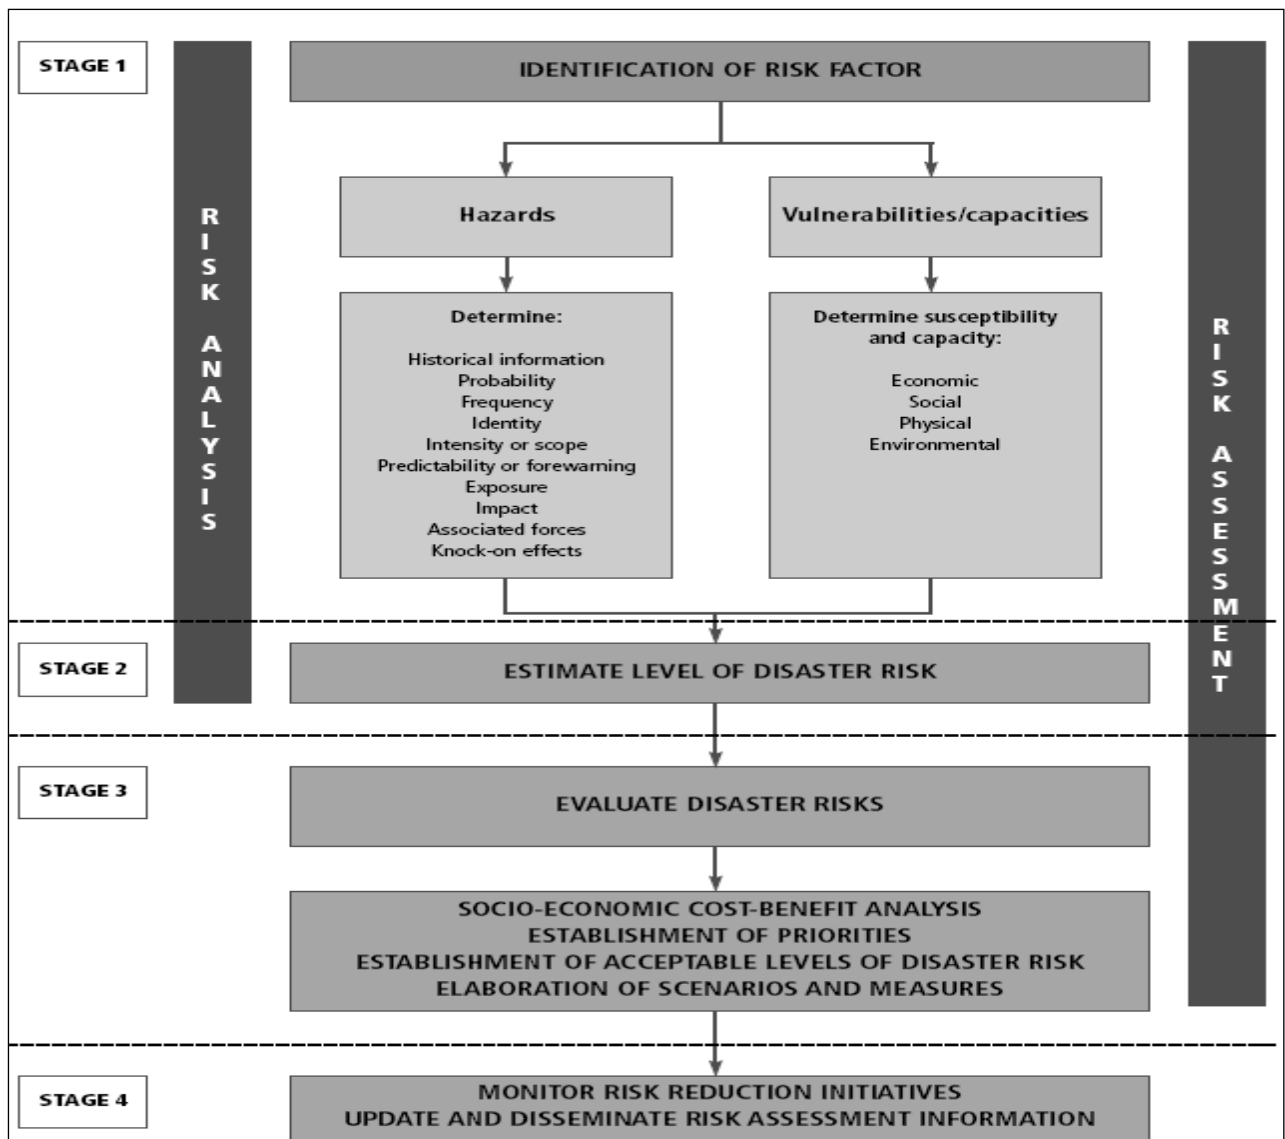 STAGE 1
RISK ANALYSIS
IDENTIFICATION OF RISK FACTOR
RISK ASSESSMENT
Hazards
Vulnerabilities/capacities
Determine:
Historical information
Probability
Frequency
Identity
Intensity or scope
Predictability or forewarning
Exposure
Impact
Associated forces
Knock-on effects
Determine susceptibility
and capacity:
Economic
Social
Physical
Environmental
STAGE 2
ESTIMATE LEVEL OF DISASTER RISK
STAGE 3
EVALUATE DISASTER RISKS
SOCIO-ECONOMIC COST-BENEFIT ANALYSIS
ESTABLISHMENT OF PRIORITIES
ESTABLISHMENT OF ACCEPTABLE LEVELS OF DISASTER RISK
ELABORATION OF SCENARIOS AND MEASURES
STAGE 4
MONITOR RISK REDUCTION INITIATIVES
UPDATE AND DISSEMINATE RISK ASSESSMENT INFORMATION